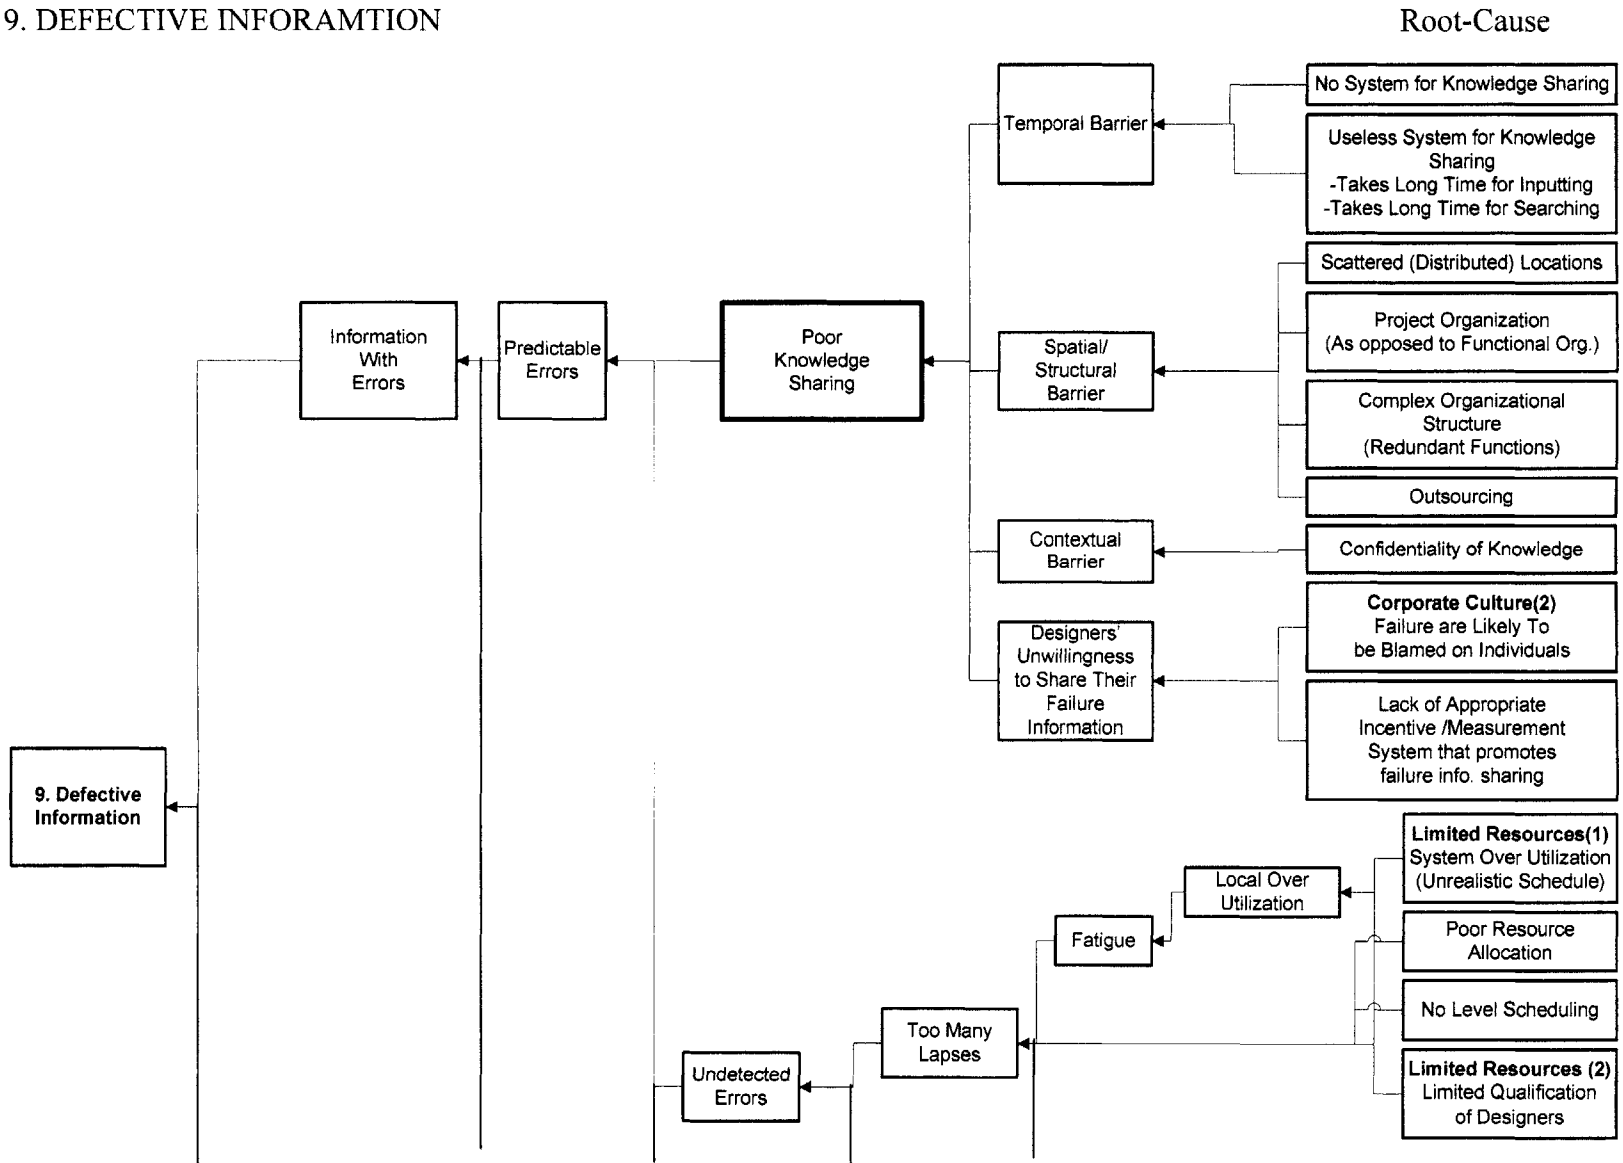 9. DEFECTIVE INFORAMTION
Root-Cause
No System for Knowledge Sharing
Temporal Barrier
Useless System for Knowledge
Sharing
-Takes Long Time for Inputting
-Takes Long Time for Searching
Scattered (Distributed) Locations
Information
With
Errors
Predictable
Errors
Poor
Knowledge
Sharing
Spatial/
Structural
Barrier
Project Organization
(As opposed to Functional Org.)
Complex Organizational
Structure
(Redundant Functions)
Outsourcing
Contextual
Barrier
Confidentiality of Knowledge
Designers'
Unwillingness
to Share Their
Failure
Information
Corporate Culture(2)
Failure are Likely To
be Blamed on Individuals
Lack of Appropriate
Incentive /Measurement
System that promotes
failure info. sharing
9. Defective
Information
Limited Resources(1)
System Over Utilization
(Unrealistic Schedule)
Local Over
Utilization
Fatigue
Poor Resource
Allocation
No Level Scheduling
Too Many
Lapses
Undetected
Errors
Limited Resources (2)
Limited Qualification
of Designers